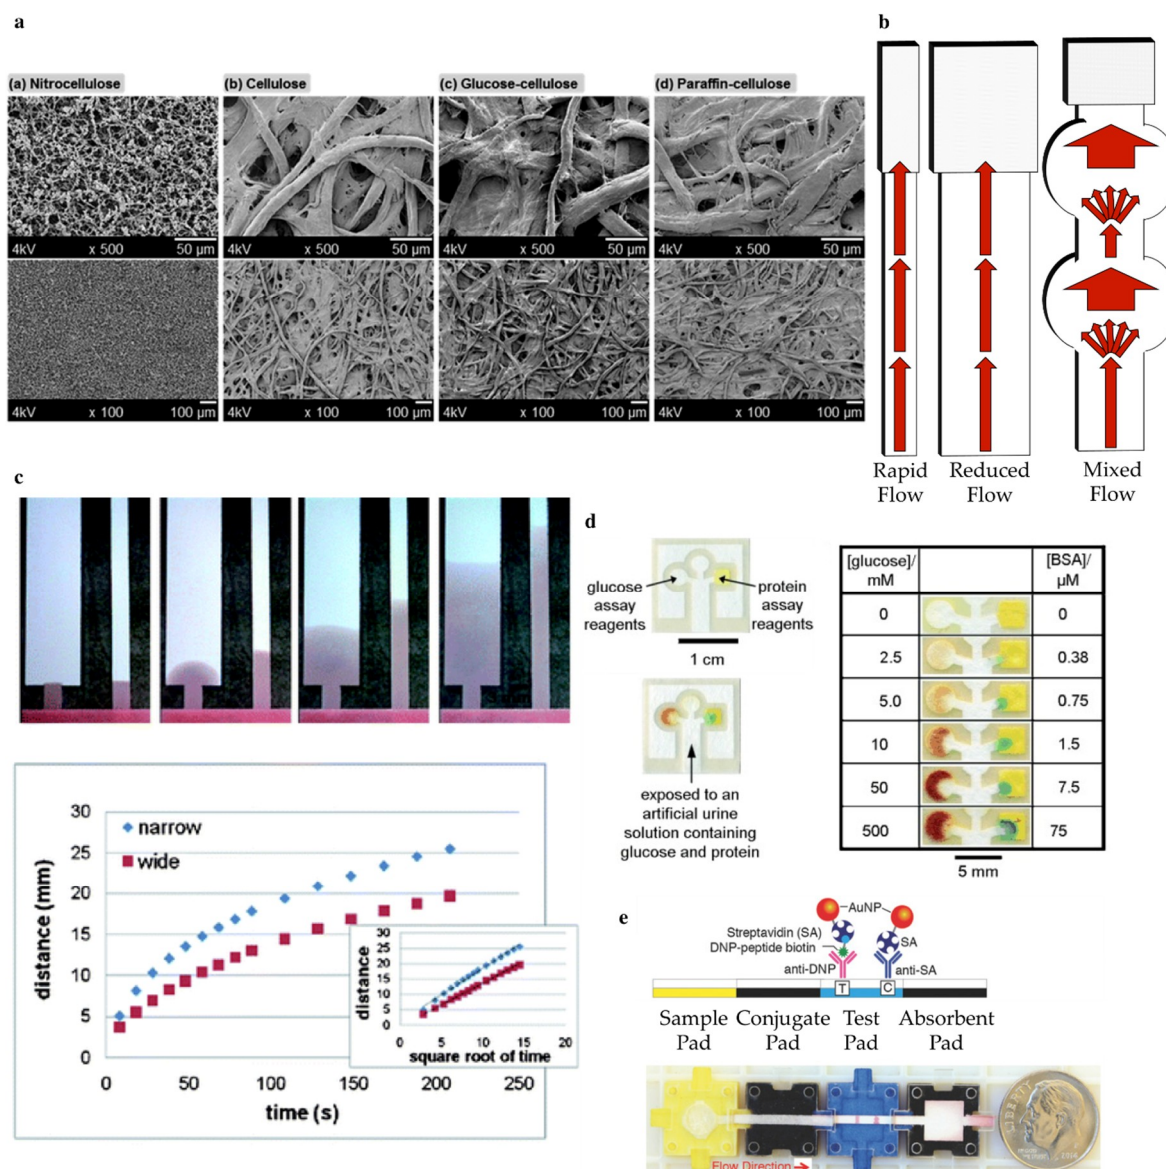 a
(a) Nitrocellulose
(b) Cellulose
(c) Glucose-cellulose
(d) Paraffin-cellulose
4kV x 500 50 µm
4kV x 500 50 µm
4kV x 500 50 µm
4kV x 500 50 µm
4kV x 100 100 µm
4kV x 100 100 µm
4kV x 100 100 µm
4kV x 100 100 µm
b
Rapid
Flow
Reduced
Flow
Mixed
Flow
c
30
25
20
15
10
5
0
distance (mm)
narrow
wide
0 50 100 150 200 250
time (s)
30
25
20
15
10
5
0
distance
0 5 10 15 20
square root of time
d
glucose
assay
reagents
protein
assay
reagents
1 cm
exposed to an
artificial urine
solution containing
glucose and protein
[glucose]/
mM
[BSA]/
µM
0 0
2.5 0.38
5.0 0.75
10 1.5
50 7.5
500 75
5 mm
e
AuNP
Streptavidin (SA)
DNP-peptide biotin
SA
anti-DNP
anti-SA
T C
Sample
Pad
Conjugate
Pad
Test
Pad
Absorbent
Pad
LIBERTY
Flow Direction